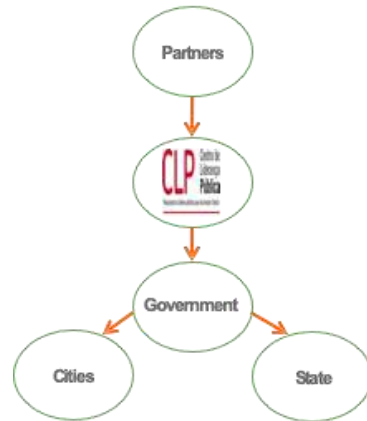 Partners
CLP
Centro de
Liderança
Pública
Government
Cities
State